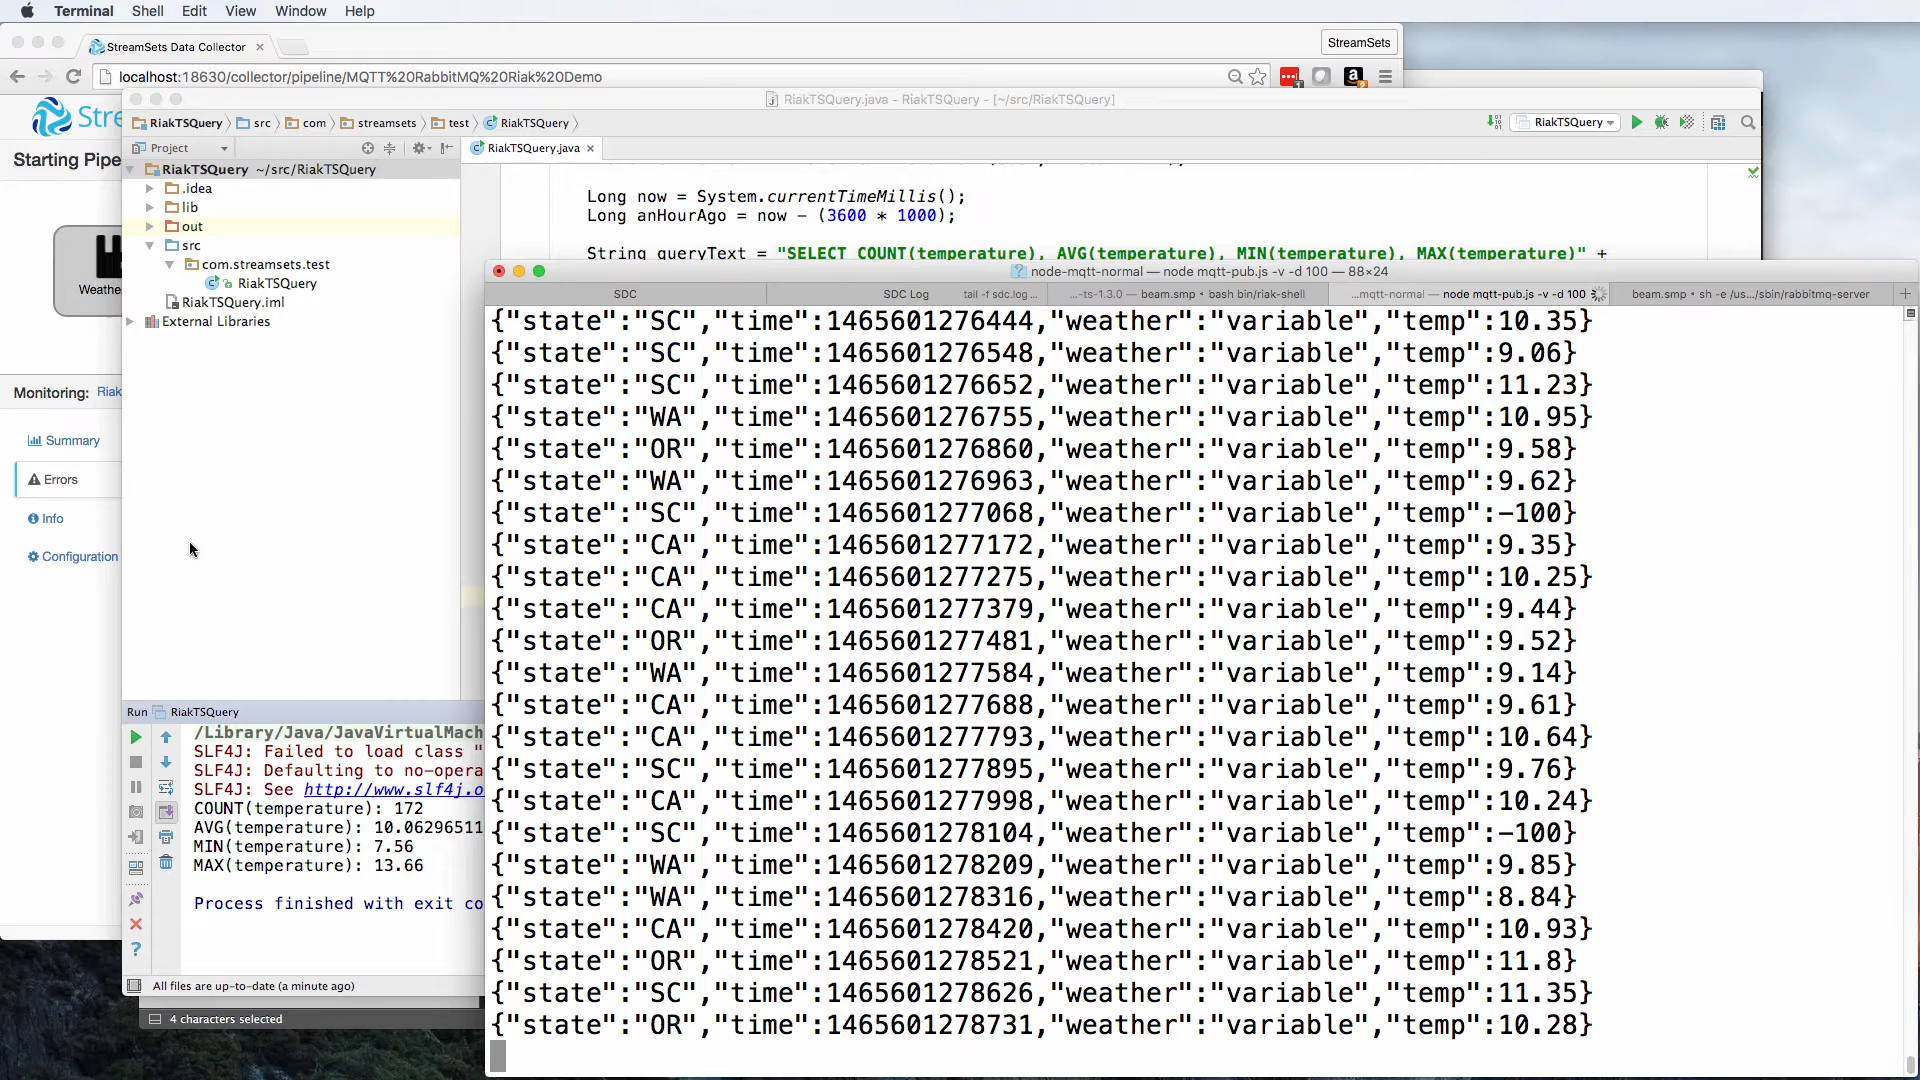 Terminal Shell Edit View Window Help
StreamSets Data Collector
StreamSets
localhost:18630/collector/pipeline/MQTT%20RabbitMQ%20Riak%20Demo
RiakTSQuery.java - RiakTSQuery - [~/src/RiakTSQuery]
Stre
RiakTSQuery src com streamsets test RiakTSQuery
RiakTSQuery
Starting Pipe
Project
RiakTSQuery.java
RiakTSQuery ~/src/RiakTSQuery
.idea
lib
out
src
com.streamsets.test
RiakTSQuery
RiakTSQuery.iml
External Libraries
Long now = System.currentTimeMillis();
Long anHourAgo = now - (3600 * 1000);
String queryText = "SELECT COUNT(temperature), AVG(temperature), MIN(temperature), MAX(temperature)" +
Weathe
Monitoring: Riak
Summary
Errors
Info
Configuration
node-mqtt-normal — node mqtt-pub.js -v -d 100 — 88×24
SDC
SDC Log tail -f sdc.log ...
...-ts-1.3.0 — beam.smp • bash bin/riak-shell
...mqtt-normal — node mqtt-pub.js -v -d 100
beam.smp • sh -e /us.../sbin/rabbitmq-server
{"state":"SC","time":1465601276444,"weather":"variable","temp":10.35}
{"state":"SC","time":1465601276548,"weather":"variable","temp":9.06}
{"state":"SC","time":1465601276652,"weather":"variable","temp":11.23}
{"state":"WA","time":1465601276755,"weather":"variable","temp":10.95}
{"state":"OR","time":1465601276860,"weather":"variable","temp":9.58}
{"state":"WA","time":1465601276963,"weather":"variable","temp":9.62}
{"state":"SC","time":1465601277068,"weather":"variable","temp":-100}
{"state":"CA","time":1465601277172,"weather":"variable","temp":9.35}
{"state":"CA","time":1465601277275,"weather":"variable","temp":10.25}
{"state":"CA","time":1465601277379,"weather":"variable","temp":9.44}
{"state":"OR","time":1465601277481,"weather":"variable","temp":9.52}
{"state":"WA","time":1465601277584,"weather":"variable","temp":9.14}
{"state":"CA","time":1465601277688,"weather":"variable","temp":9.61}
{"state":"CA","time":1465601277793,"weather":"variable","temp":10.64}
{"state":"SC","time":1465601277895,"weather":"variable","temp":9.76}
{"state":"CA","time":1465601277998,"weather":"variable","temp":10.24}
{"state":"SC","time":1465601278104,"weather":"variable","temp":-100}
{"state":"WA","time":1465601278209,"weather":"variable","temp":9.85}
{"state":"WA","time":1465601278316,"weather":"variable","temp":8.84}
{"state":"CA","time":1465601278420,"weather":"variable","temp":10.93}
{"state":"OR","time":1465601278521,"weather":"variable","temp":11.8}
{"state":"SC","time":1465601278626,"weather":"variable","temp":11.35}
{"state":"OR","time":1465601278731,"weather":"variable","temp":10.28}
Run RiakTSQuery
/Library/Java/JavaVirtualMach
SLF4J: Failed to load class "
SLF4J: Defaulting to no-opera
SLF4J: See http://www.slf4j.o
COUNT(temperature): 172
AVG(temperature): 10.06296511
MIN(temperature): 7.56
MAX(temperature): 13.66
Process finished with exit co
All files are up-to-date (a minute ago)
4 characters selected